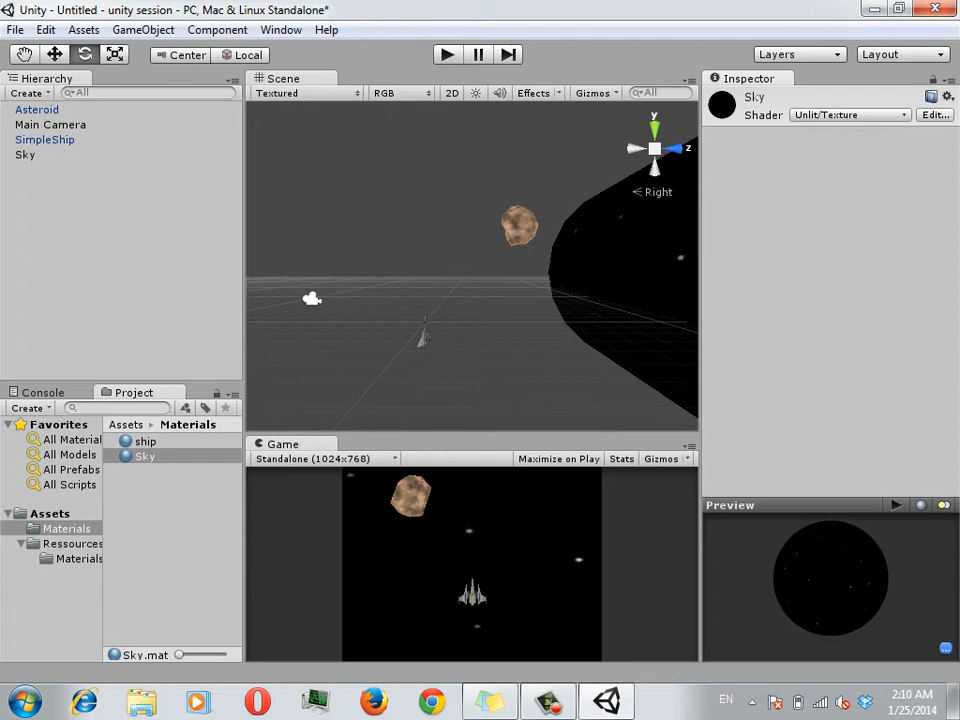 Unity - Untitled - unity session - PC, Mac & Linux Standalone*
File Edit Assets GameObject Component Window Help
Center Local Layers Layout
Hierarchy
Create All
Asteroid
Main Camera
SimpleShip
Sky
Scene
Textured RGB 2D Effects Gizmos All
y
z
Right
Inspector
Sky
Shader Unlit/Texture Edit...
Console Project
Create
Favorites
All Material
All Models
All Prefabs
All Scripts
Assets
Materials
Ressources
Materials
Assets Materials
ship
Sky
Sky.mat
Game
Standalone (1024x768) Maximize on Play Stats Gizmos
Preview
EN
2:10 AM
1/25/2014